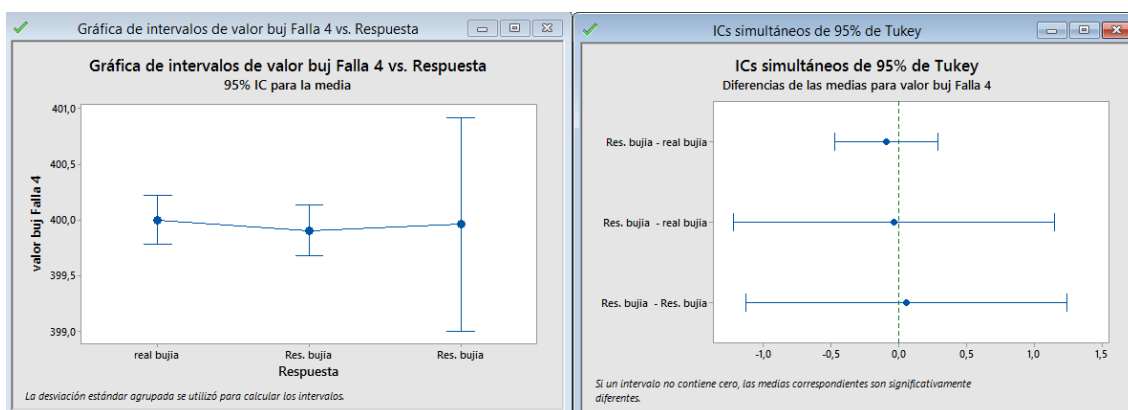 Gráfica de intervalos de valor buj Falla 4 vs. Respuesta
Gráfica de intervalos de valor buj Falla 4 vs. Respuesta
95% IC para la media
401,0
400,5
400,0
399,5
399,0
valor buj Falla 4
real bujia
Res. bujia
Res. bujia
Respuesta
La desviación estándar agrupada se utilizó para calcular los intervalos.
ICs simultáneos de 95% de Tukey
ICs simultáneos de 95% de Tukey
Diferencias de las medias para valor buj Falla 4
Res. bujia - real bujia
Res. bujia - real bujia
Res. bujia - Res. bujia
-1,0
-0,5
0,0
0,5
1,0
1,5
Si un intervalo no contiene cero, las medias correspondientes son significativamente
diferentes.